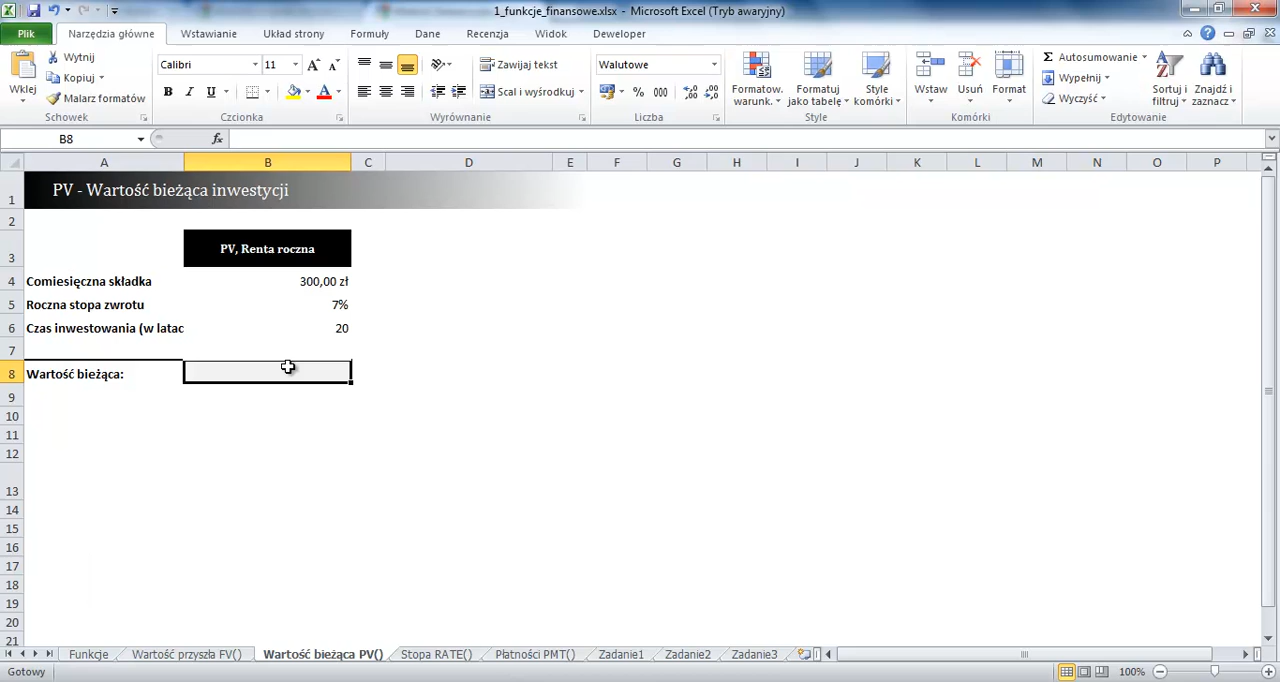 1_funkcje_finansowe.xlsx - Microsoft Excel (Tryb awaryjny)
Plik Narzędzia główne Wstawianie Układ strony Formuły Dane Recenzja Widok Deweloper
Wklej
Wytnij
Kopiuj
Malarz formatów
Schowek
Calibri 11
B I U A
Czcionka
Zawijaj tekst
Scal i wyśrodkuj
Wyrównanie
Walutowe
% 000
Liczba
Formatow. warunk.
Formatuj jako tabelę
Style komórki
Style
Wstaw Usuń Format
Komórki
Σ Autosumowanie
Wypełnij
Wyczyść
Sortuj i filtruj
Znajdź i zaznacz
Edytowanie
B8 fx
A B C D E F G H I J K L M N O P
1 PV - Wartość bieżąca inwestycji
2
3 PV, Renta roczna
4 Comiesięczna składka 300,00 zł
5 Roczna stopa zwrotu 7%
6 Czas inwestowania (w latac 20
7
8 Wartość bieżąca:
9
10
11
12
13
14
15
16
17
18
19
20
21
Funkcje Wartość przyszła FV() Wartość bieżąca PV() Stopa RATE() Płatności PMT() Zadanie1 Zadanie2 Zadanie3
Gotowy 100%